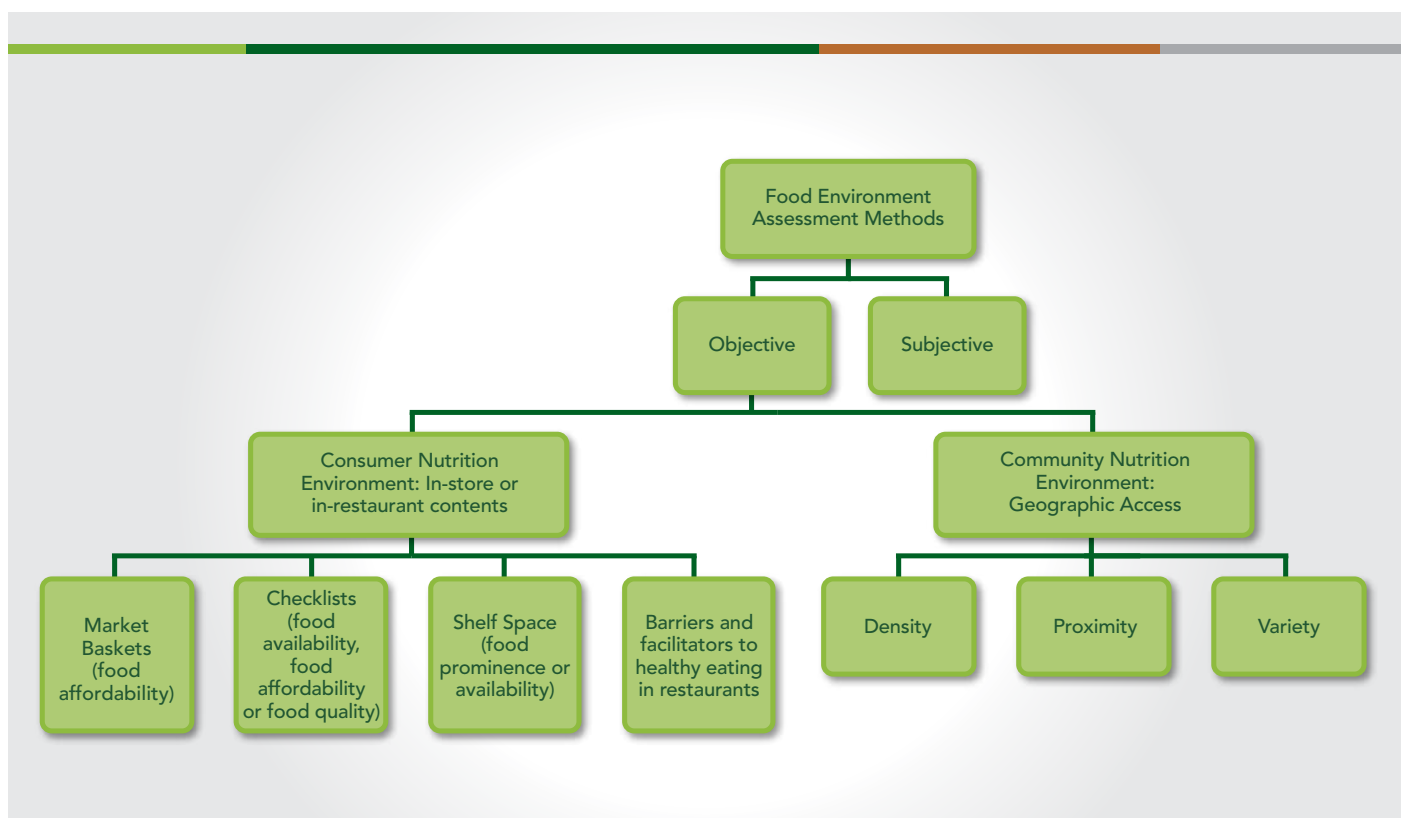 Food Environment
Assessment Methods
Objective
Subjective
Consumer Nutrition
Environment: In-store or
in-restaurant contents
Community Nutrition
Environment:
Geographic Access
Market
Baskets
(food
affordability)
Checklists
(food
availability,
food
affordability
or food quality)
Shelf Space
(food
prominence or
availability)
Barriers and
facilitators to
healthy eating
in restaurants
Density
Proximity
Variety